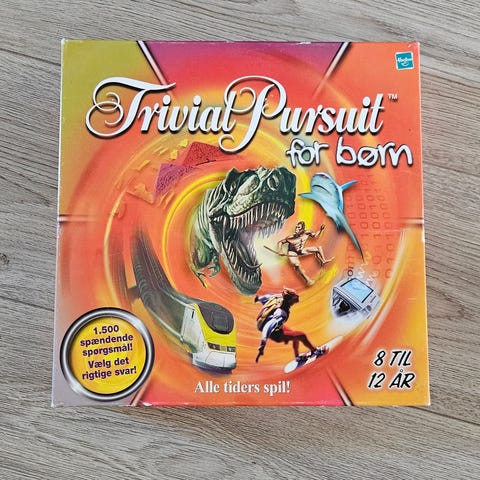 Hasbro
Trivial Pursuit™
for børn
1.500
spændende
spørgsmål!
Vælg det
rigtige svar!
Alle tiders spil!
8 TIL
12 ÅR